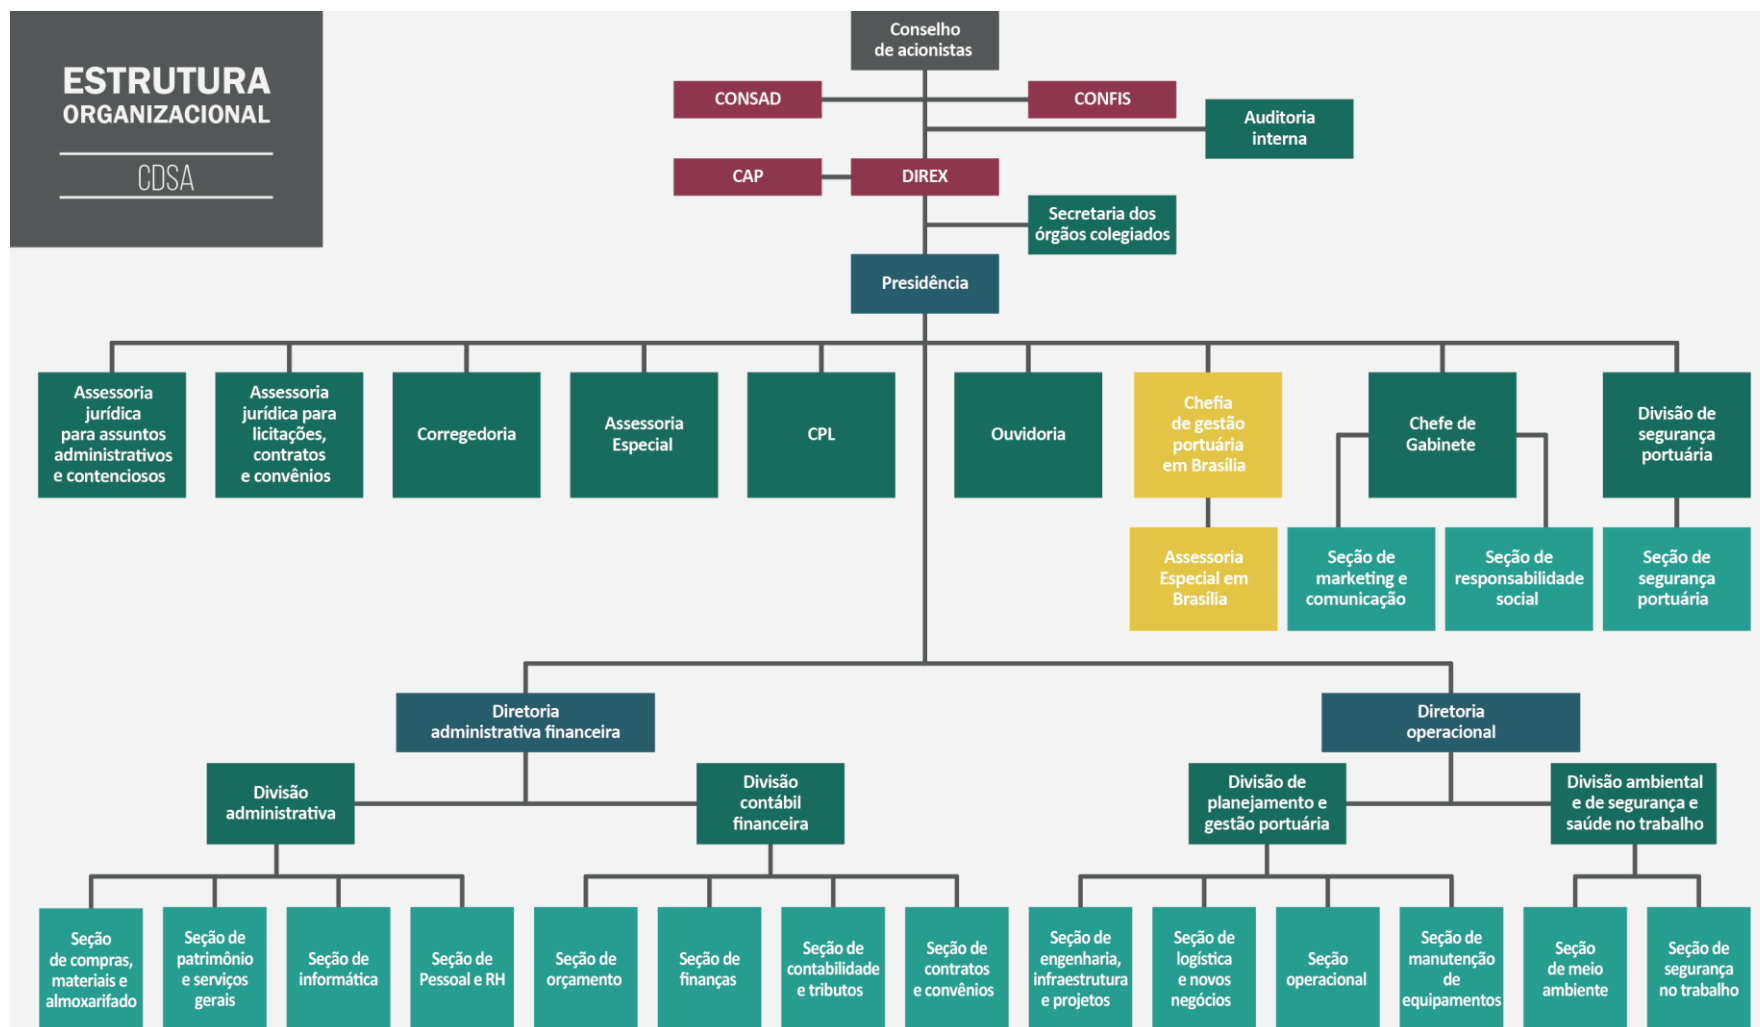 ESTRUTURA
ORGANIZACIONAL
CDSA
Conselho
de acionistas
CONSAD
CONFIS
Auditoria
interna
CAP
DIREX
Secretaria dos
órgãos colegiados
Presidência
Assessoria
jurídica
para assuntos
administrativos
e contenciosos
Assessoria
jurídica para
licitações,
contratos
e convênios
Corregedoria
Assessoria
Especial
CPL
Ouvidoria
Chefia
de gestão
portuária
em Brasília
Chefe de
Gabinete
Divisão de
segurança
portuária
Assessoria
Especial em
Brasília
Seção de
marketing e
comunicação
Seção de
responsabilidade
social
Seção de
segurança
portuária
Diretoria
administrativa financeira
Diretoria
operacional
Divisão
administrativa
Divisão
contábil
financeira
Divisão de
planejamento e
gestão portuária
Divisão ambiental
e de segurança e
saúde no trabalho
Seção
de compras,
materiais e
almoxarifado
Seção de
patrimônio
e serviços
gerais
Seção de
informática
Seção de
Pessoal e RH
Seção de
orçamento
Seção de
finanças
Seção de
contabilidade
e tributos
Seção de
contratos
e convênios
Seção de
engenharia,
infraestrutura
e projetos
Seção de
logística
e novos
negócios
Seção
operacional
Seção de
manutenção
de
equipamentos
Seção
de meio
ambiente
Seção de
segurança
no trabalho